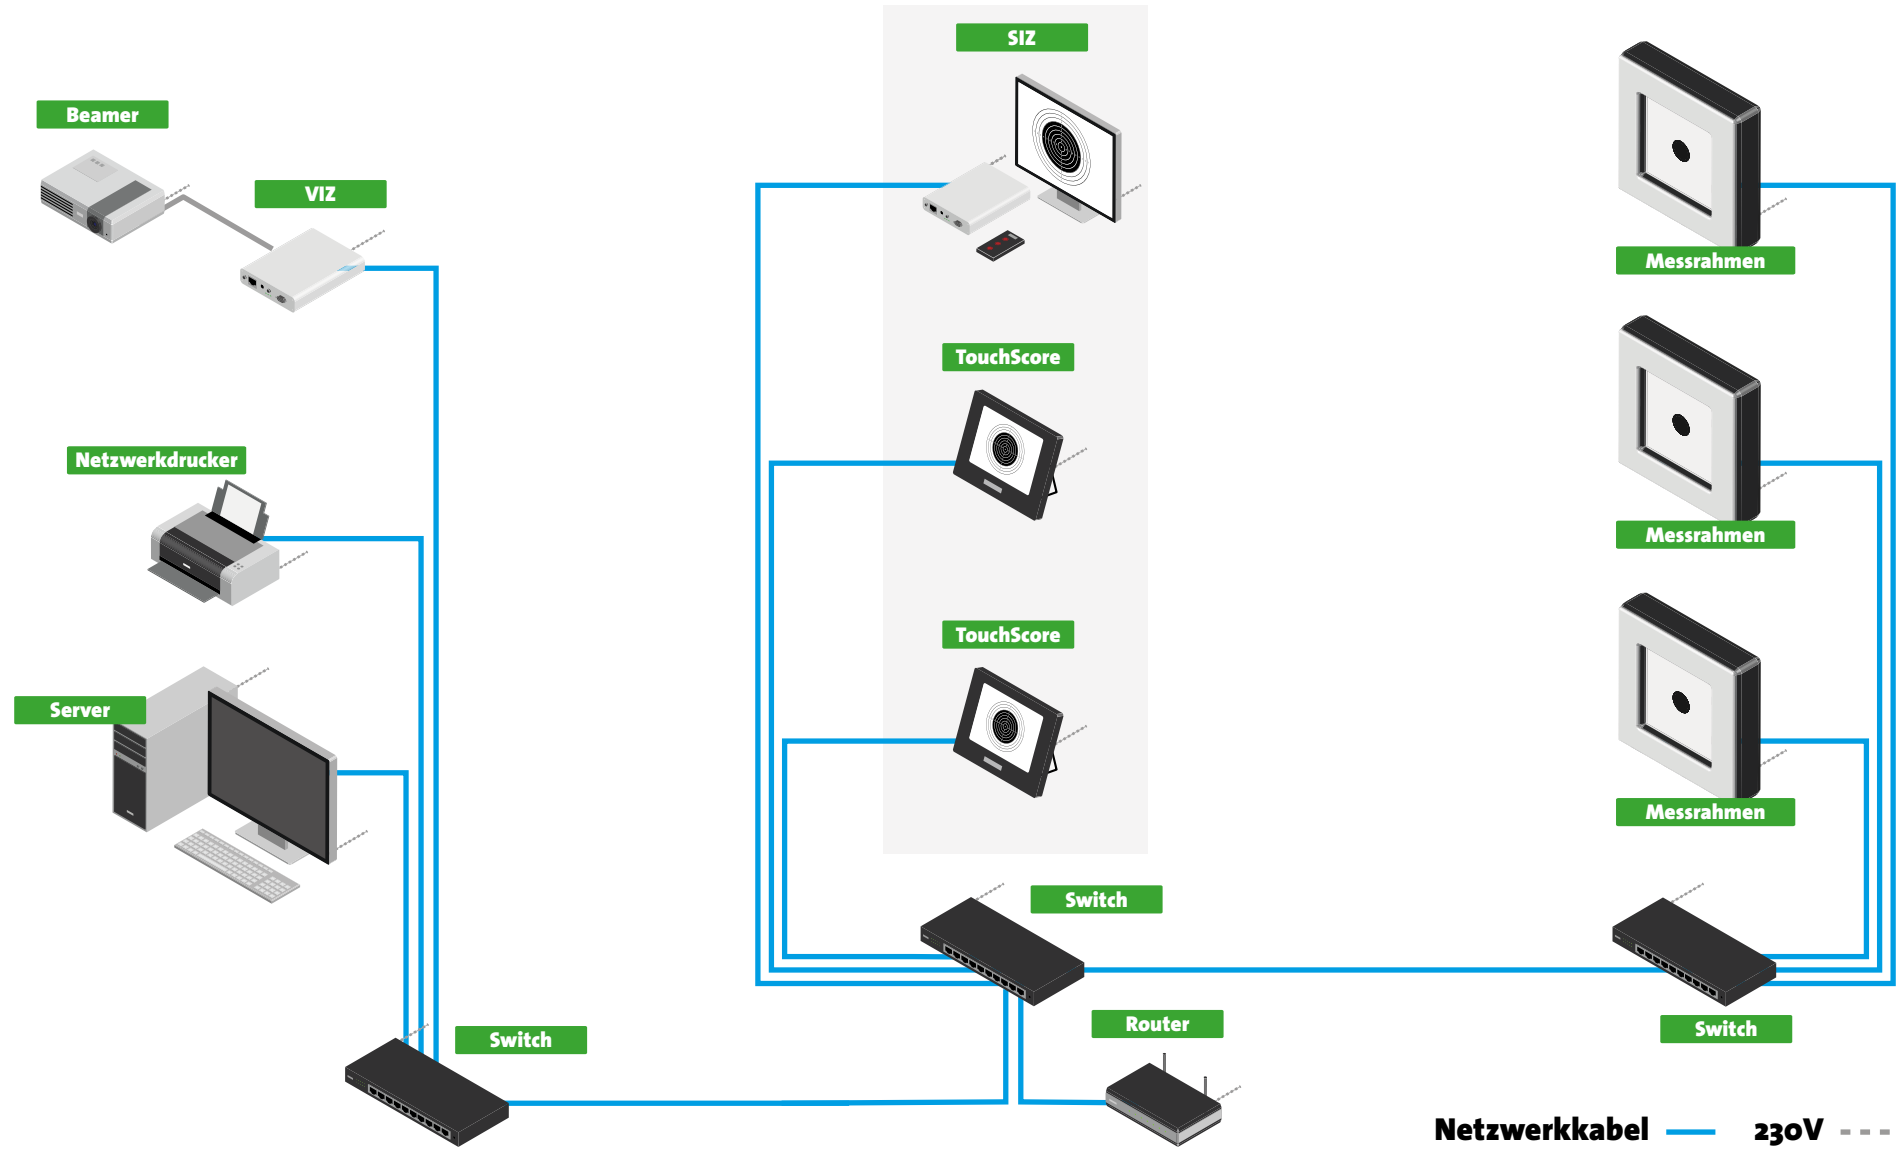 SIZ
Beamer
VIZ
Messrahmen
TouchScore
Netzwerkdrucker
Messrahmen
TouchScore
Server
Messrahmen
Switch
Router
Switch
Switch
Netzwerkkabel
230V